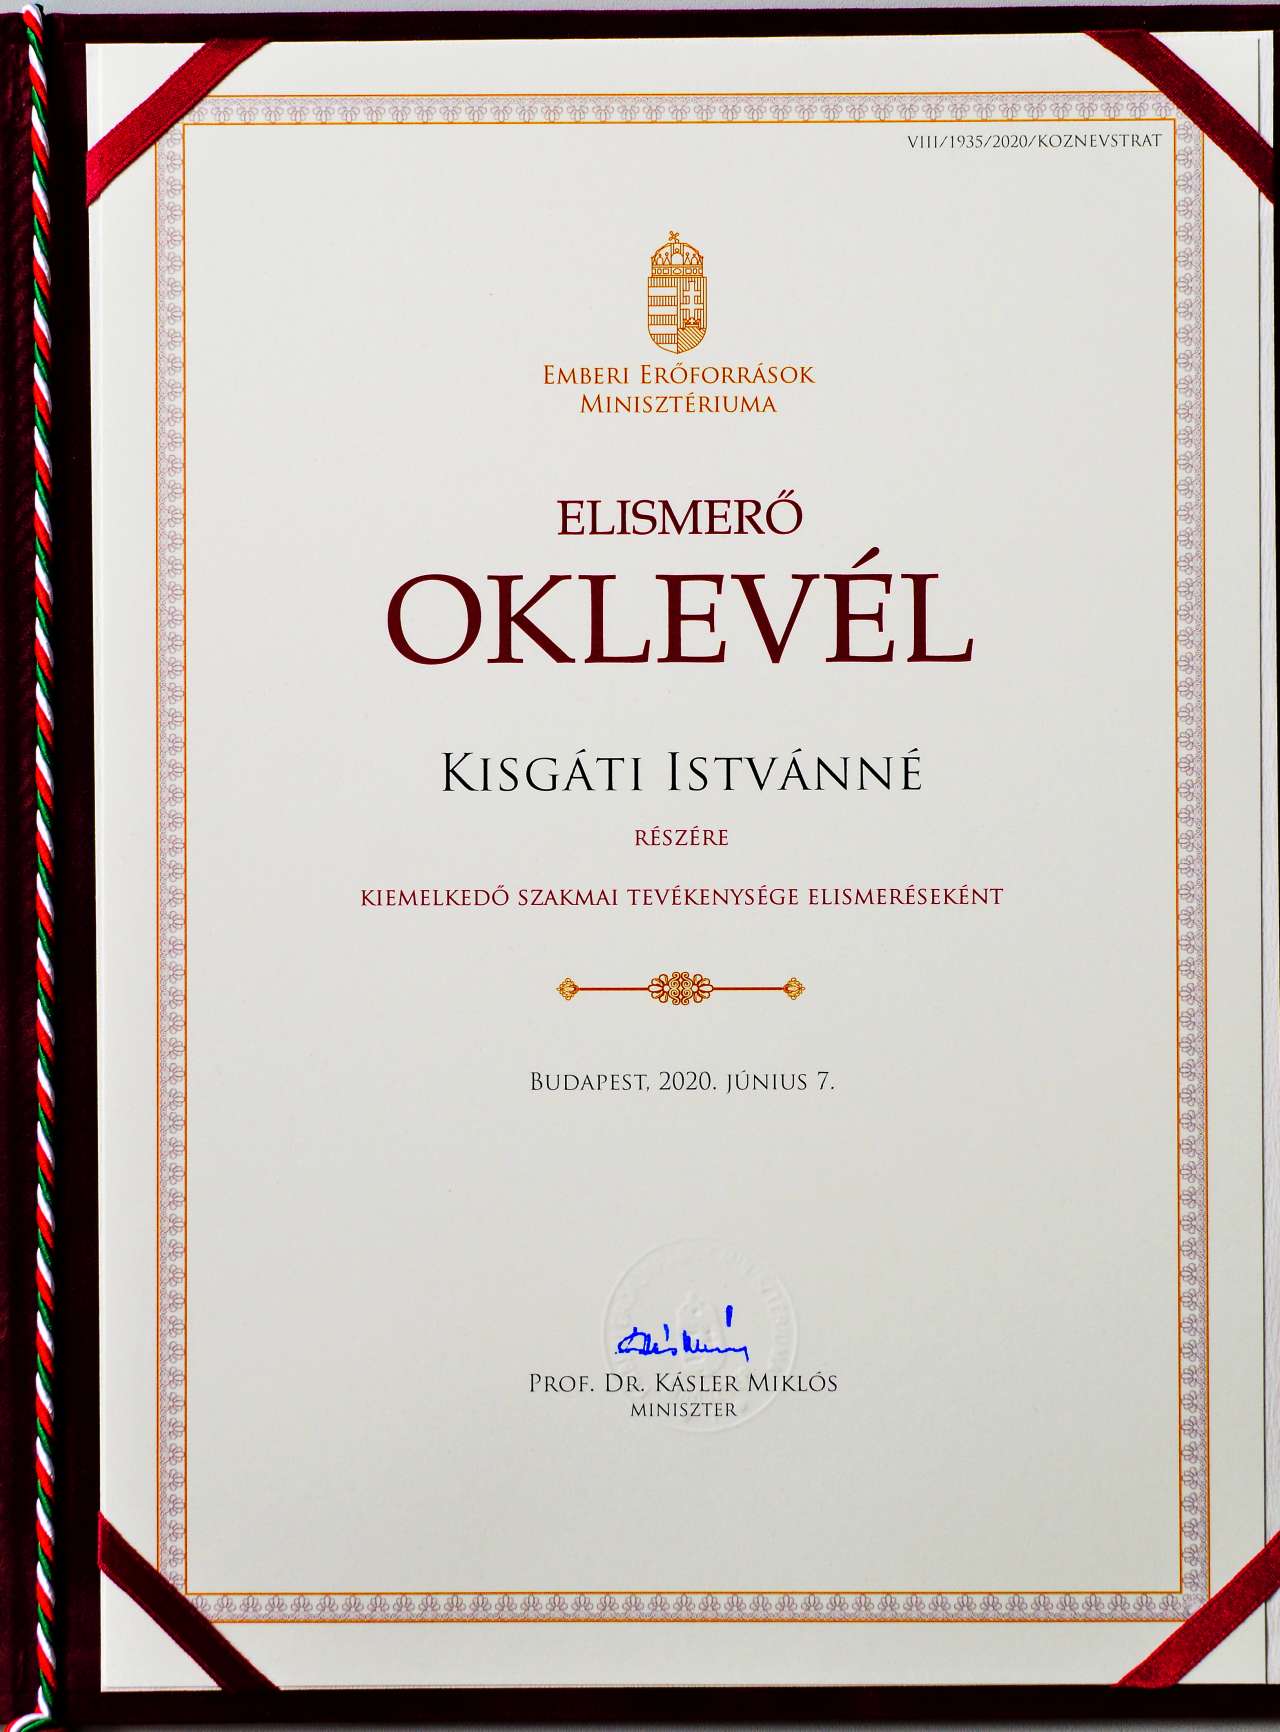 VIII/1935/2020/KOZNEVSTRAT
EMBERI ERŐFORRÁSOK
MINISZTÉRIUMA
ELISMERŐ
OKLEVÉL
KISGÁTI ISTVÁNNÉ
RÉSZÉRE
KIEMELKEDŐ SZAKMAI TEVÉKENYSÉGE ELISMERÉSEKÉNT
BUDAPEST, 2020. JÚNIUS 7.
PROF. DR. KÁSLER MIKLÓS
MINISZTER